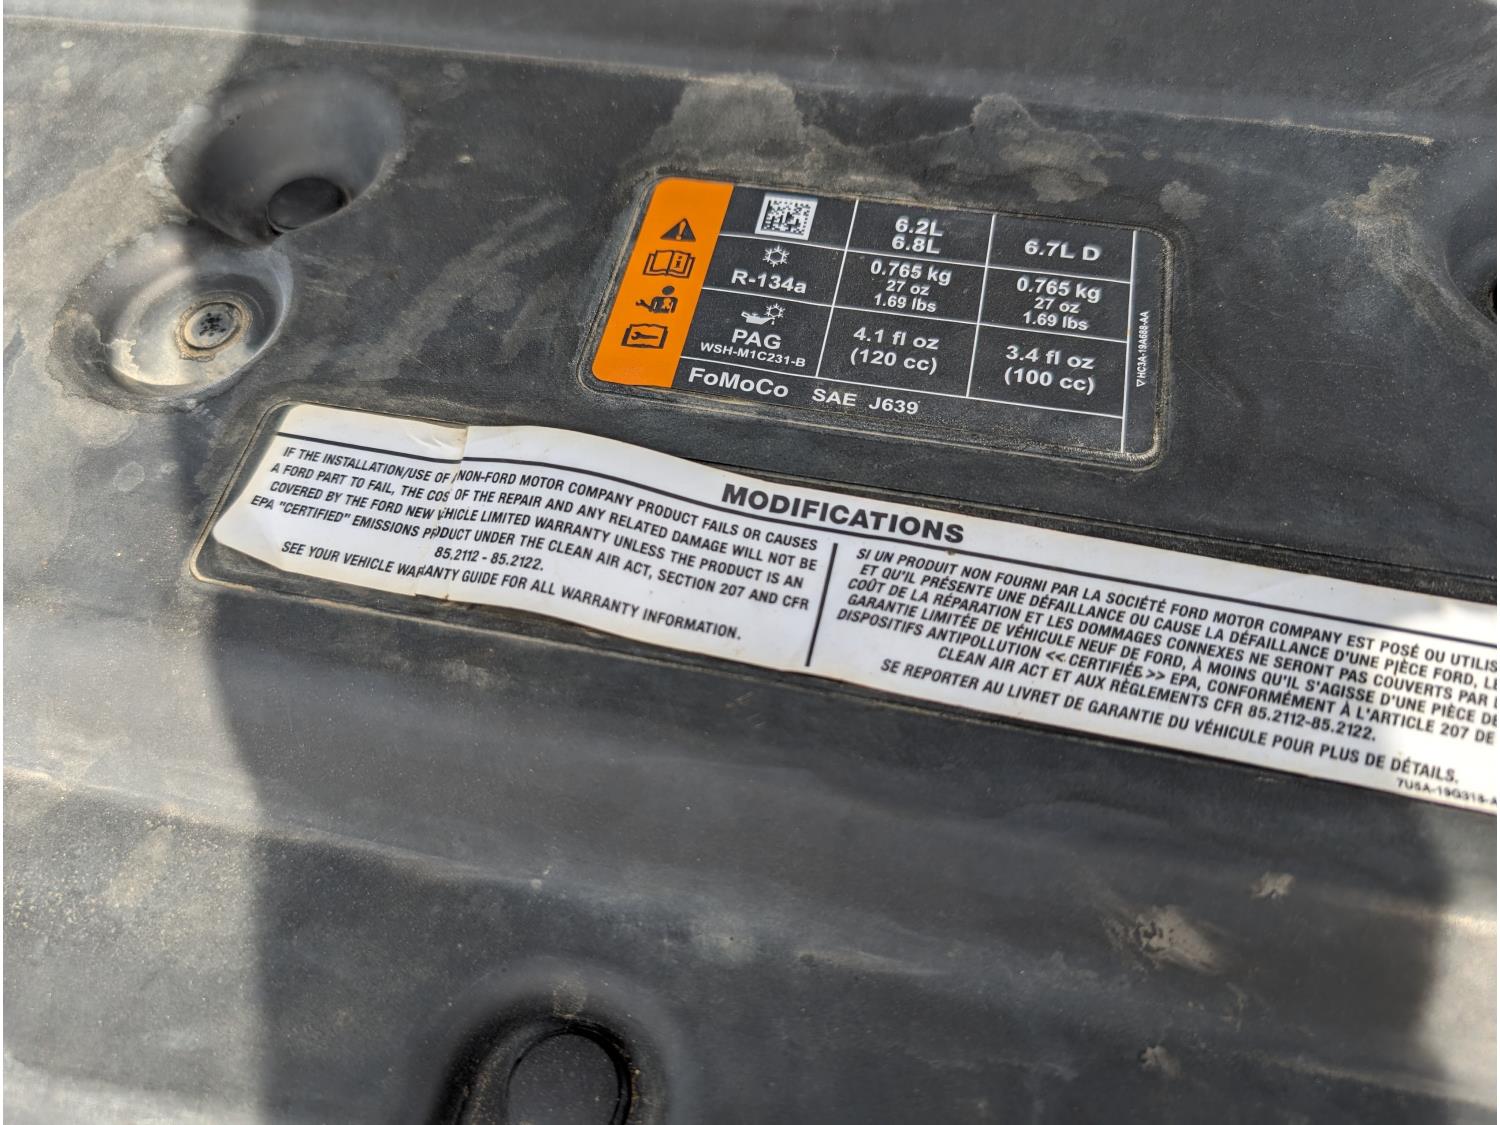 6.2L
6.8L
6.7L D
R-134a
0.765 kg
27 oz
1.69 lbs
0.765 kg
27 oz
1.69 lbs
PAG
WSH-M1C231-B
4.1 fl oz
(120 cc)
3.4 fl oz
(100 cc)
FoMoCo SAE J639
HC3A-19A688-AA
MODIFICATIONS
IF THE INSTALLATION/USE OF NON-FORD MOTOR COMPANY PRODUCT FAILS OR CAUSES
A FORD PART TO FAIL, THE COS OF THE REPAIR AND ANY RELATED DAMAGE WILL NOT BE
COVERED BY THE FORD NEW VEHICLE LIMITED WARRANTY UNLESS THE PRODUCT IS AN
EPA "CERTIFIED" EMISSIONS PRODUCT UNDER THE CLEAN AIR ACT, SECTION 207 AND CFR
85.2112 - 85.2122.
SEE YOUR VEHICLE WARRANTY GUIDE FOR ALL WARRANTY INFORMATION.
SI UN PRODUIT NON FOURNI PAR LA SOCIÉTÉ FORD MOTOR COMPANY EST POSÉ OU UTILIS
ET QU'IL PRÉSENTE UNE DÉFAILLANCE OU CAUSE LA DÉFAILLANCE D'UNE PIÈCE FORD, LE
COÛT DE LA RÉPARATION ET LES DOMMAGES CONNEXES NE SERONT PAS COUVERTS PAR L
GARANTIE LIMITÉE DE VÉHICULE NEUF DE FORD, À MOINS QU'IL S'AGISSE D'UNE PIÈCE DE
DISPOSITIFS ANTIPOLLUTION << CERTIFIÉE >> EPA, CONFORMÉMENT À L'ARTICLE 207 DE
CLEAN AIR ACT ET AUX RÈGLEMENTS CFR 85.2112-85.2122.
SE REPORTER AU LIVRET DE GARANTIE DU VÉHICULE POUR PLUS DE DÉTAILS.
7U5A-19G318-A